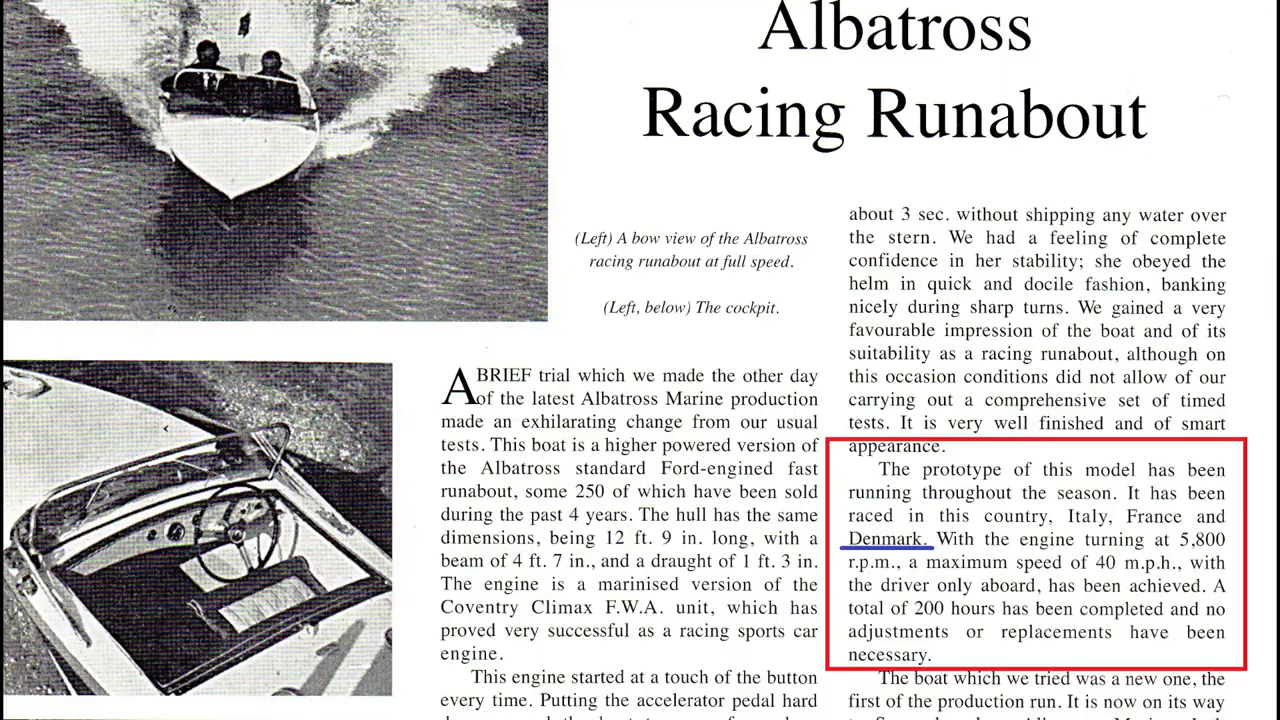 Albatross
Racing Runabout
(Left) A bow view of the Albatross
racing runabout at full speed.
(Left, below) The cockpit.
A BRIEF trial which we made the other day
of the latest Albatross Marine production
made an exhilarating change from our usual
tests. This boat is a higher powered version of
the Albatross standard Ford-engined fast
runabout, some 250 of which have been sold
during the past 4 years. The hull has the same
dimensions, being 12 ft. 9 in. long, with a
beam of 4 ft. 7 in., and a draught of 1 ft. 3 in.
The engine is a marinised version of the
Coventry Climax F.W.A. unit, which has
proved very successful as a racing sports car
engine.
This engine started at a touch of the button
every time. Putting the accelerator pedal hard
about 3 sec. without shipping any water over
the stern. We had a feeling of complete
confidence in her stability; she obeyed the
helm in quick and docile fashion, banking
nicely during sharp turns. We gained a very
favourable impression of the boat and of its
suitability as a racing runabout, although on
this occasion conditions did not allow of our
carrying out a comprehensive set of timed
tests. It is very well finished and of smart
appearance.
The prototype of this model has been
running throughout the season. It has been
raced in this country, Italy, France and
Denmark. With the engine turning at 5,800
r.p.m., a maximum speed of 40 m.p.h., with
the driver only aboard, has been achieved. A
total of 200 hours has been completed and no
adjustments or replacements have been
necessary.
The boat which we tried was a new one, the
first of the production run. It is now on its way